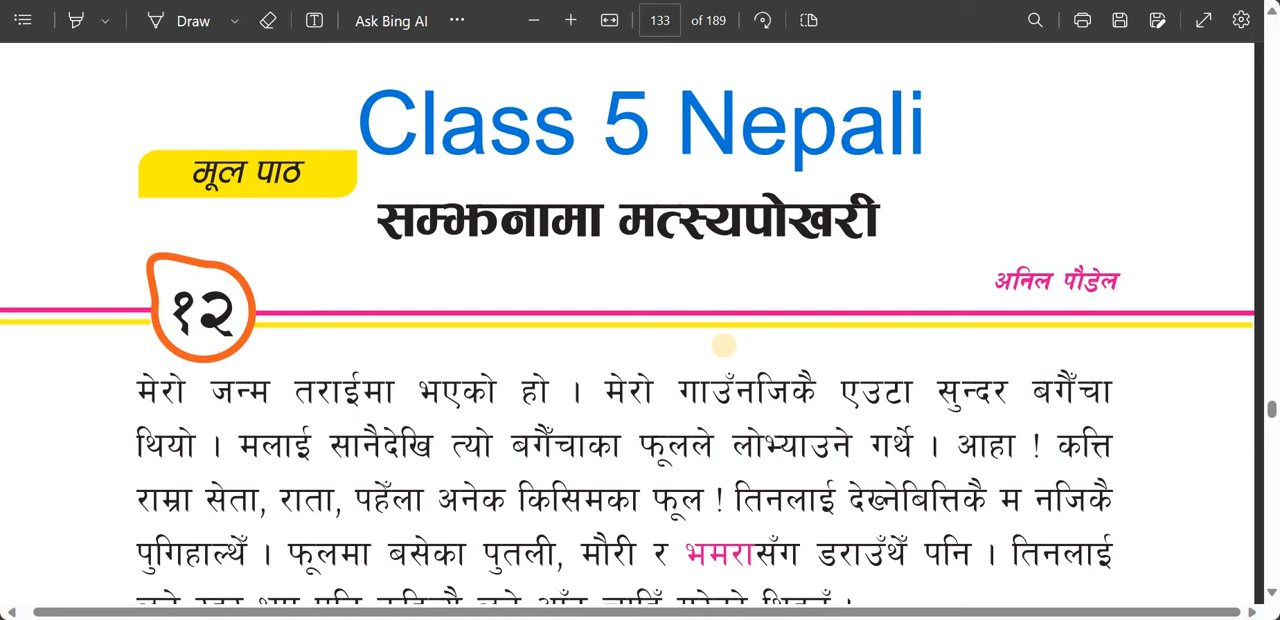 Draw Ask Bing AI 133 of 189
Class 5 Nepali
मूल पाठ
सम्झनामा मत्स्यपोखरी
अनिल पौडेल
१२
मेरो जन्म तराईमा भएको हो । मेरो गाउँनजिकै एउटा सुन्दर बगैँचा
थियो । मलाई सानैदेखि त्यो बगैँचाका फूलले लोभ्याउने गर्थे । आहा ! कत्ति
राम्रा सेता, राता, पहेँला अनेक किसिमका फूल ! तिनलाई देख्नेबित्तिकै म नजिकै
पुगिहाल्थेँ । फूलमा बसेका पुतली, मौरी र भमरासँग डराउँथेँ पनि । तिनलाई